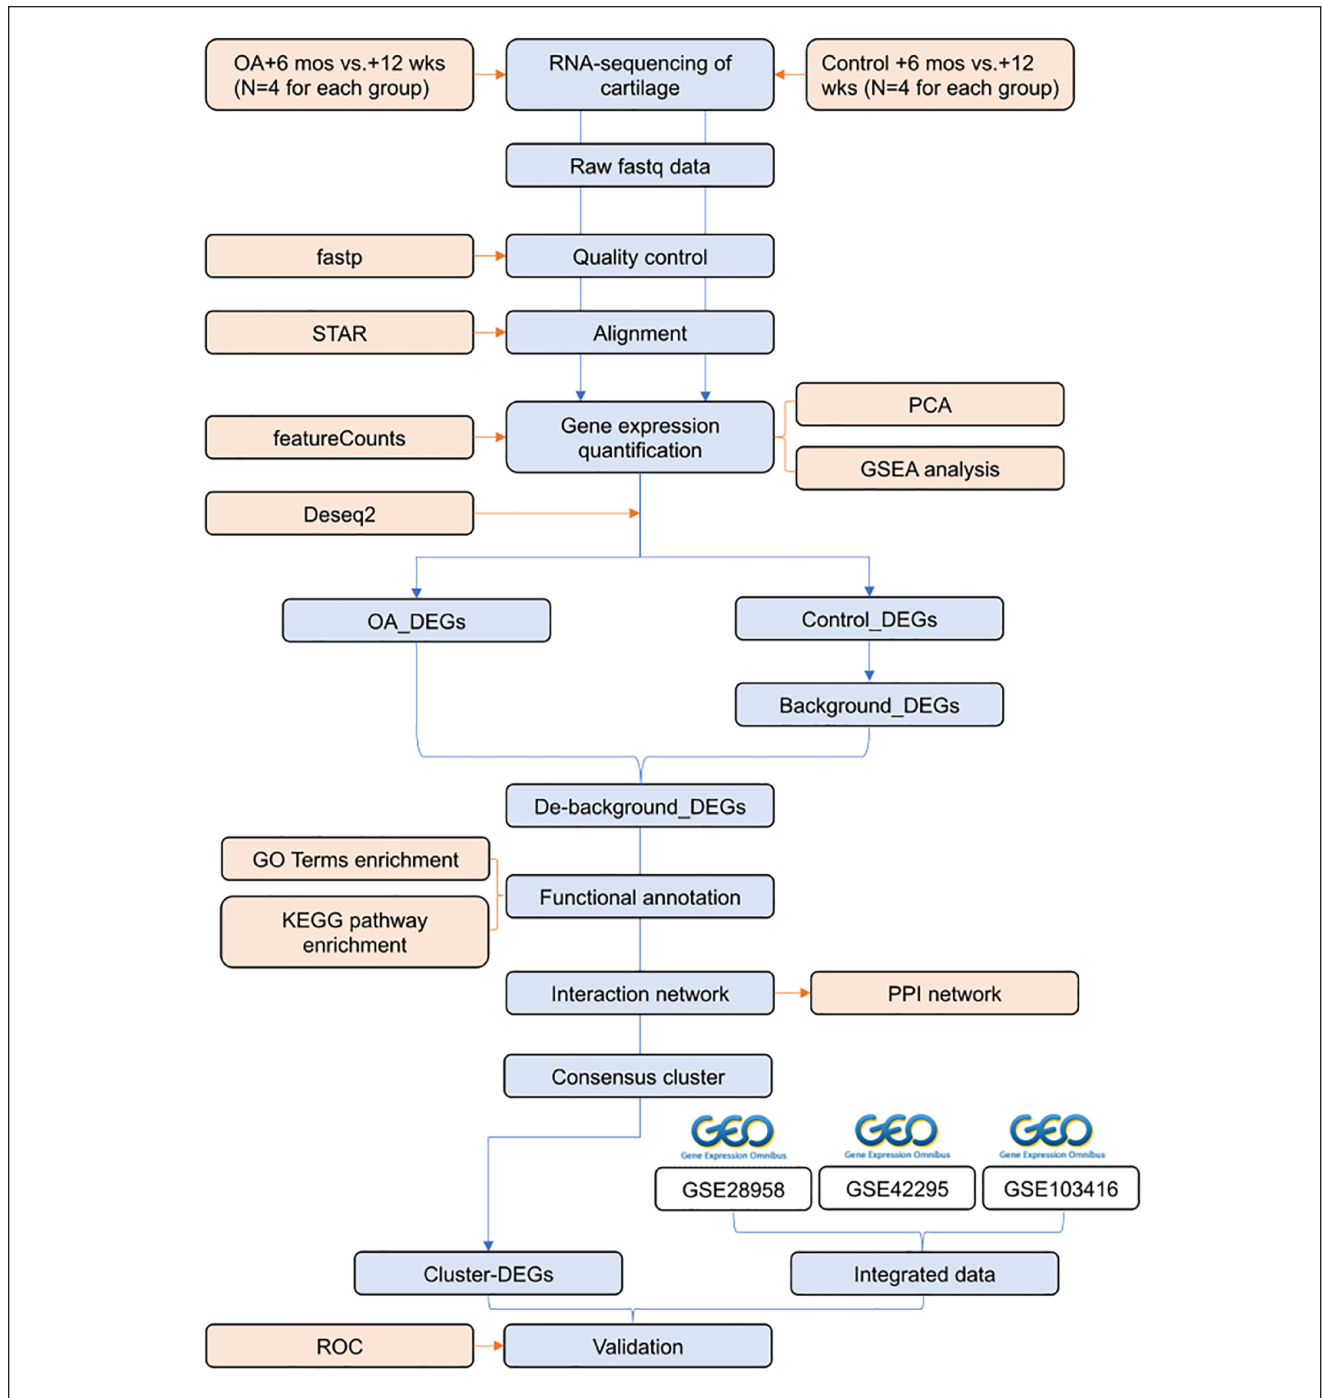 OA+6 mos vs.+12 wks
(N=4 for each group)
RNA-sequencing of
cartilage
Control +6 mos vs.+12
wks (N=4 for each group)
Raw fastq data
fastp
Quality control
STAR
Alignment
featureCounts
Gene expression
quantification
PCA
GSEA analysis
Deseq2
OA_DEGs
Control_DEGs
Background_DEGs
De-background_DEGs
GO Terms enrichment
KEGG pathway
enrichment
Functional annotation
Interaction network
PPI network
Consensus cluster
GEO
Gene Expression Omnibus
GSE28958
GEO
Gene Expression Omnibus
GSE42295
GEO
Gene Expression Omnibus
GSE103416
Cluster-DEGs
Integrated data
ROC
Validation